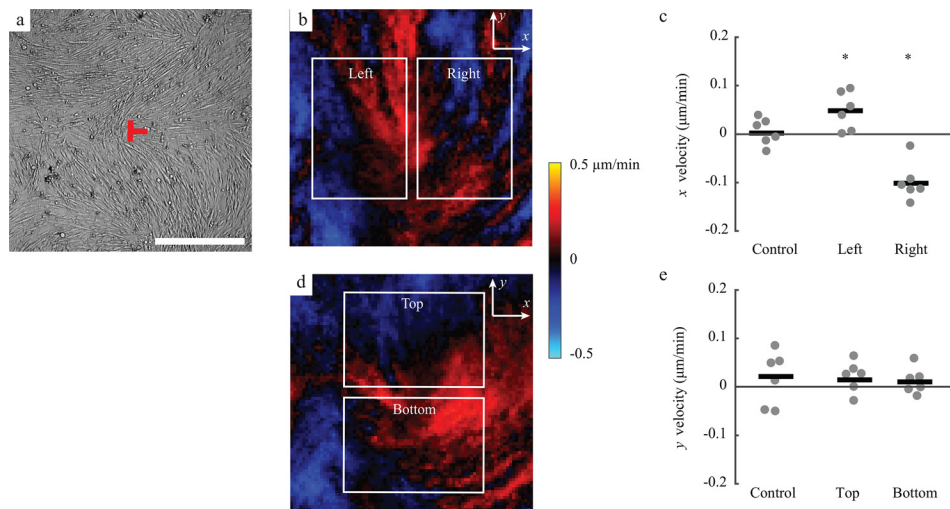 a
b
y
x
Left
Right
c
x velocity (µm/min)
0.2
0.1
0
-0.1
-0.2
*
*
Control
Left
Right
0.5 µm/min
0
-0.5
d
y
x
Top
Bottom
e
y velocity (µm/min)
0.2
0.1
0
-0.1
-0.2
Control
Top
Bottom